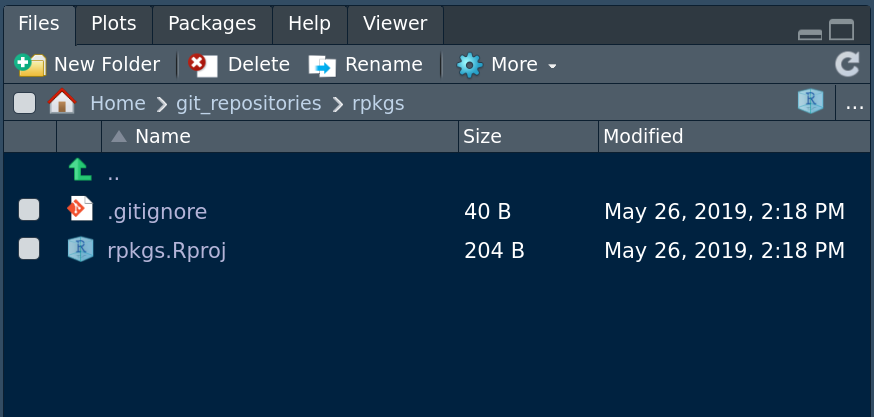 Files Plots Packages Help Viewer
New Folder Delete Rename More
Home git_repositories rpkgs R ...
Name Size Modified
..
.gitignore 40 B May 26, 2019, 2:18 PM
R rpkgs.Rproj 204 B May 26, 2019, 2:18 PM